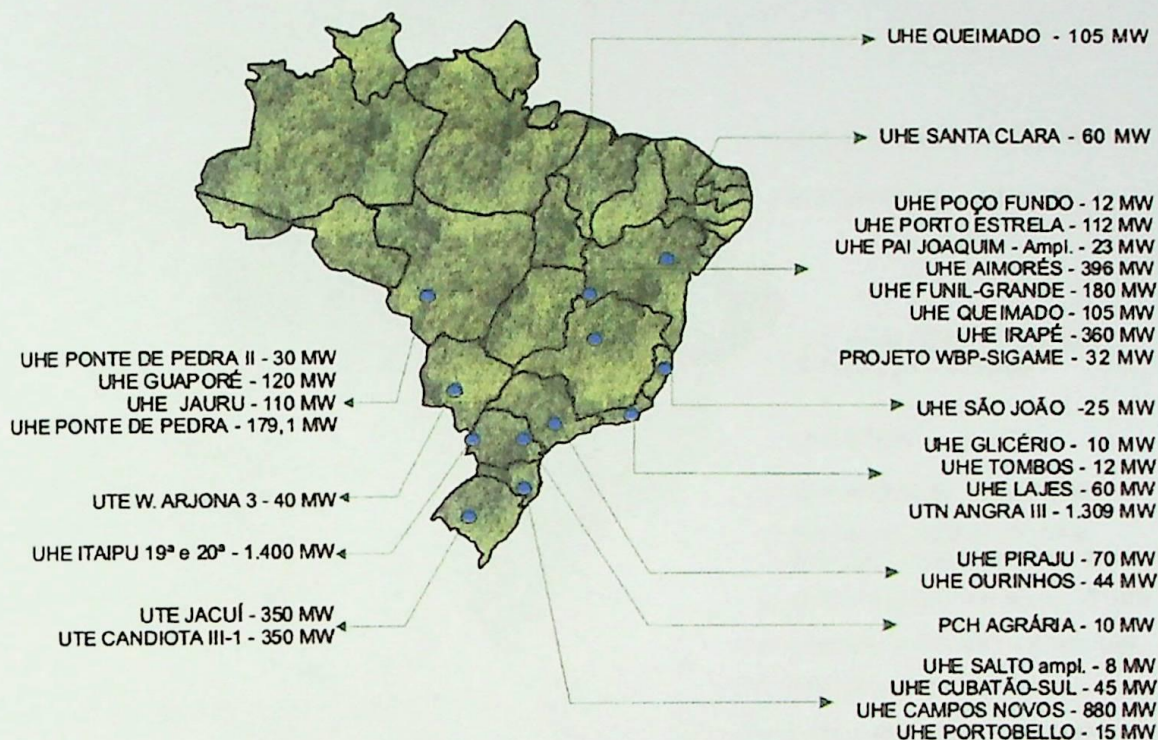 UHE QUEIMADO - 105 MW
UHE SANTA CLARA - 60 MW
UHE POÇO FUNDO - 12 MW
UHE PORTO ESTRELA - 112 MW
UHE PAI JOAQUIM - Ampl. - 23 MW
UHE AIMORÉS - 396 MW
UHE FUNIL-GRANDE - 180 MW
UHE QUEIMADO - 105 MW
UHE IRAPÉ - 360 MW
PROJETO WBP-SIGAME - 32 MW
UHE PONTE DE PEDRA II - 30 MW
UHE GUAPORÉ - 120 MW
UHE JAURU - 110 MW
UHE PONTE DE PEDRA - 179,1 MW
UHE SÃO JOÃO -25 MW
UHE GLICÉRIO - 10 MW
UHE TOMBOS - 12 MW
UHE LAJES - 60 MW
UTN ANGRA III - 1.309 MW
UTE W. ARJONA 3 - 40 MW
UHE ITAIPU 19ª e 20ª - 1.400 MW
UHE PIRAJU - 70 MW
UHE OURINHOS - 44 MW
UTE JACUÍ - 350 MW
UTE CANDIOTA III-1 - 350 MW
PCH AGRÁRIA - 10 MW
UHE SALTO ampl. - 8 MW
UHE CUBATÃO-SUL - 45 MW
UHE CAMPOS NOVOS - 880 MW
UHE PORTOBELLO - 15 MW